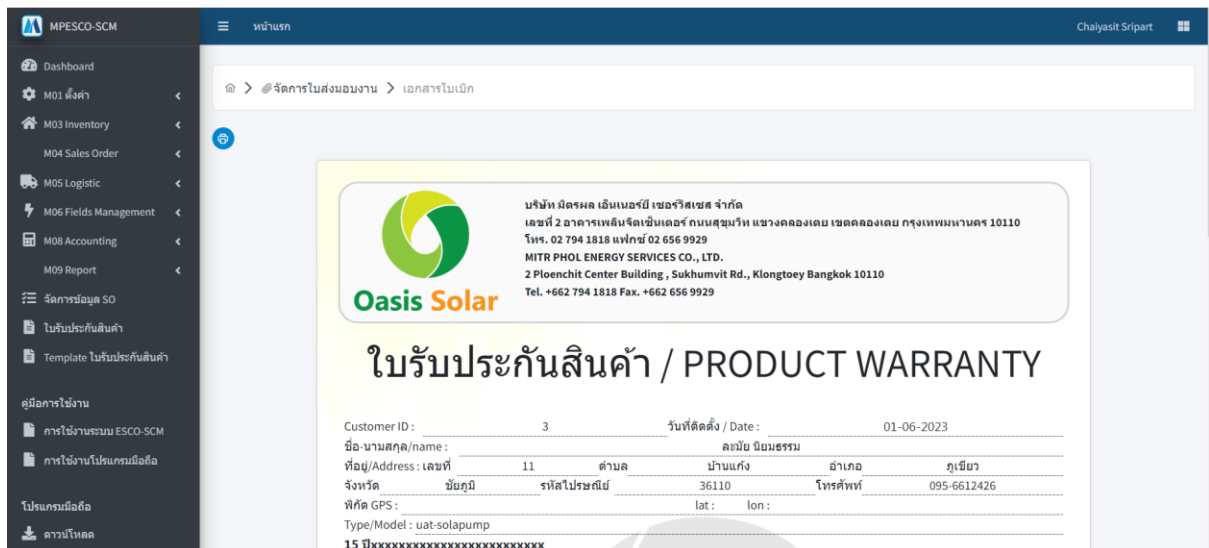 MPESCO-SCM
หน้าแรก
Chaiyasit Sripart
Dashboard
M01 ตั้งค่า
M03 Inventory
M04 Sales Order
M05 Logistic
M06 Fields Management
M08 Accounting
M09 Report
จัดการข้อมูล SO
ใบรับประกันสินค้า
Template ใบรับประกันสินค้า
คู่มือการใช้งาน
การใช้งานระบบ ESCO-SCM
การใช้งานโปรแกรมมือถือ
โปรแกรมมือถือ
ดาวน์โหลด
จัดการใบส่งมอบงาน
เอกสารใบเบิก
Oasis Solar
บริษัท มิตรผล เอ็นเนอร์ยี เซอร์วิสเซส จำกัด
เลขที่ 2 อาคารเพลินจิตเซ็นเตอร์ ถนนสุขุมวิท แขวงคลองเตย เขตคลองเตย กรุงเทพมหานคร 10110
โทร. 02 794 1818 แฟกซ์ 02 656 9929
MITR PHOL ENERGY SERVICES CO., LTD.
2 Ploenchit Center Building , Sukhumvit Rd., Klongtoey Bangkok 10110
Tel. +662 794 1818 Fax. +662 656 9929
ใบรับประกันสินค้า / PRODUCT WARRANTY
Customer ID : 3 วันที่ติดตั้ง / Date : 01-06-2023
ชื่อ-นามสกุล/name : ละมัย นิยมธรรม
ที่อยู่/Address : เลขที่ 11 ตำบล บ้านแก้ง อำเภอ ภูเขียว
จังหวัด ชัยภูมิ รหัสไปรษณีย์ 36110 โทรศัพท์ 095-6612426
พิกัด GPS : lat : lon :
Type/Model : uat-solapump
15 ปีxxxxxxxxxxxxxxxxxxxxxxxxx